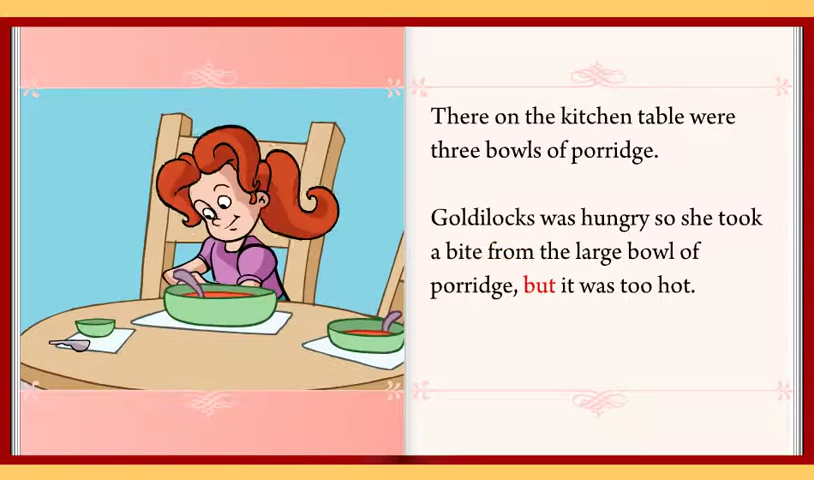 There on the kitchen table were
three bowls of porridge.
Goldilocks was hungry so she took
a bite from the large bowl of
porridge, but it was too hot.